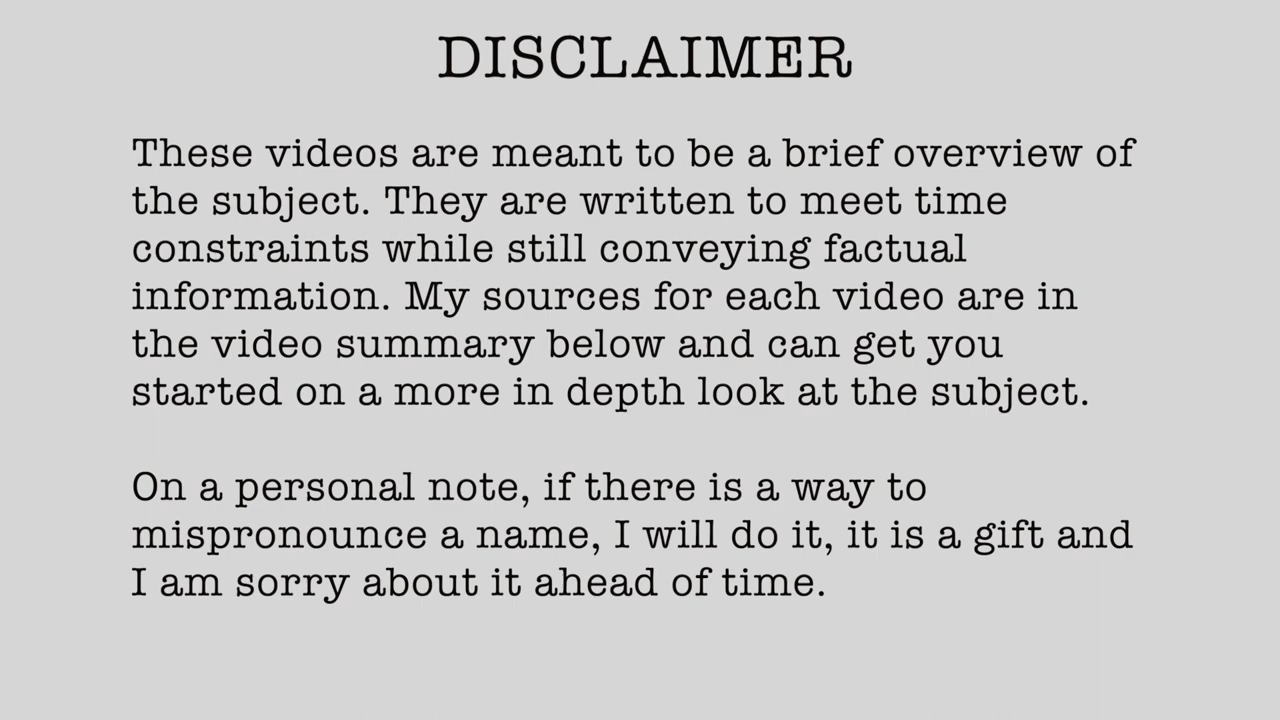 DISCLAIMER
These videos are meant to be a brief overview of
the subject. They are written to meet time
constraints while still conveying factual
information. My sources for each video are in
the video summary below and can get you
started on a more in depth look at the subject.
On a personal note, if there is a way to
mispronounce a name, I will do it, it is a gift and
I am sorry about it ahead of time.